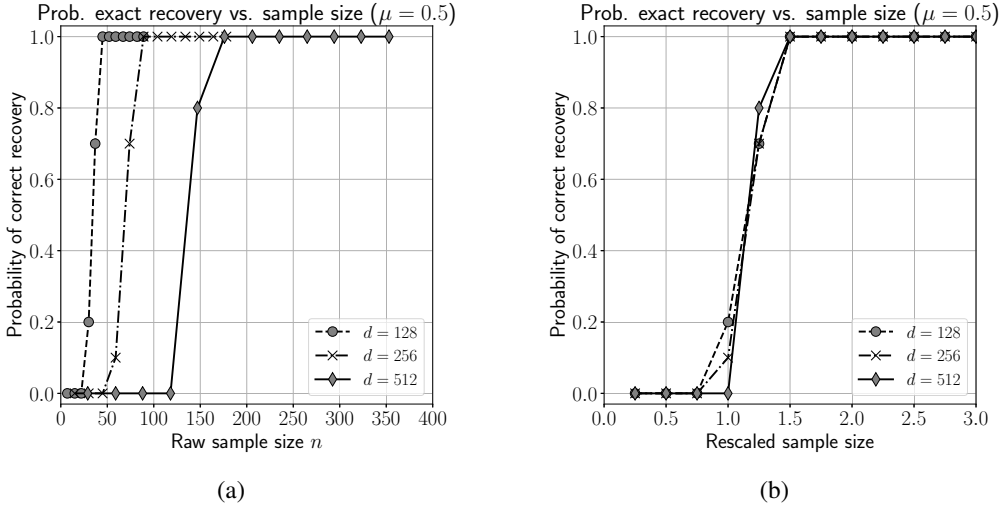 Prob. exact recovery vs. sample size (μ = 0.5)
Probability of correct recovery
1.0
0.8
0.6
0.4
0.2
0.0
d = 128
d = 256
d = 512
0 50 100 150 200 250 300 350 400
Raw sample size n
(a)
Prob. exact recovery vs. sample size (μ = 0.5)
Probability of correct recovery
1.0
0.8
0.6
0.4
0.2
0.0
d = 128
d = 256
d = 512
0.0 0.5 1.0 1.5 2.0 2.5 3.0
Rescaled sample size
(b)